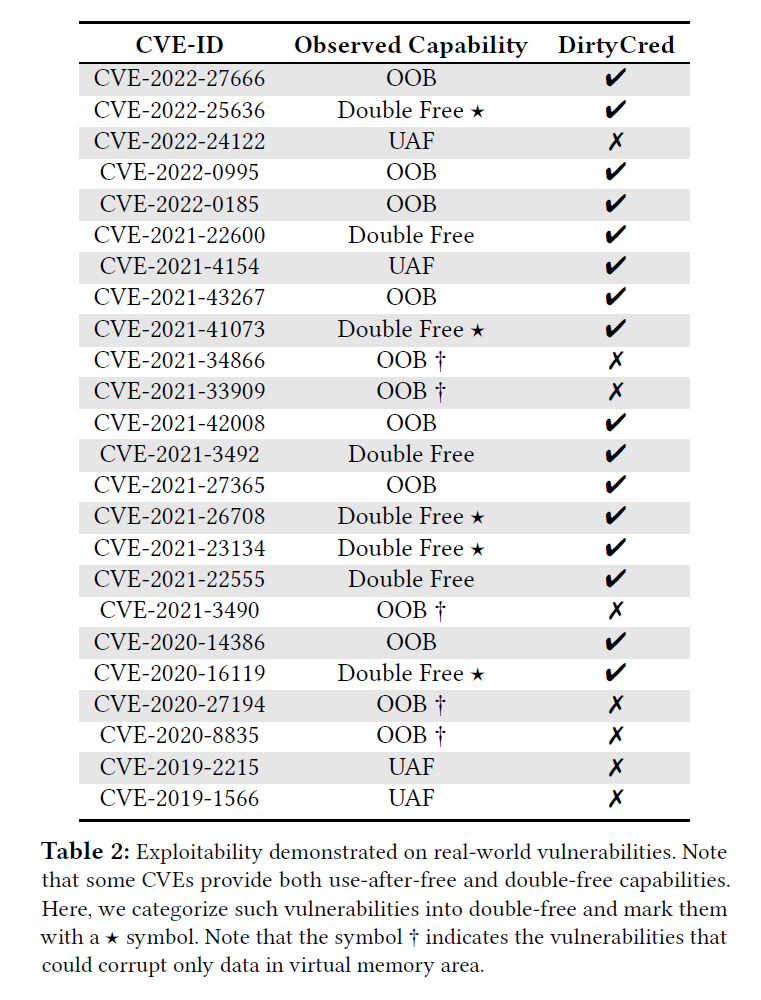 CVE-ID Observed Capability DirtyCred
CVE-2022-27666 OOB ✔
CVE-2022-25636 Double Free ★ ✔
CVE-2022-24122 UAF ✗
CVE-2022-0995 OOB ✔
CVE-2022-0185 OOB ✔
CVE-2021-22600 Double Free ✔
CVE-2021-4154 UAF ✔
CVE-2021-43267 OOB ✔
CVE-2021-41073 Double Free ★ ✔
CVE-2021-34866 OOB † ✗
CVE-2021-33909 OOB † ✗
CVE-2021-42008 OOB ✔
CVE-2021-3492 Double Free ✔
CVE-2021-27365 OOB ✔
CVE-2021-26708 Double Free ★ ✔
CVE-2021-23134 Double Free ★ ✔
CVE-2021-22555 Double Free ✔
CVE-2021-3490 OOB † ✗
CVE-2020-14386 OOB ✔
CVE-2020-16119 Double Free ★ ✔
CVE-2020-27194 OOB † ✗
CVE-2020-8835 OOB † ✗
CVE-2019-2215 UAF ✗
CVE-2019-1566 UAF ✗
Table 2: Exploitability demonstrated on real-world vulnerabilities. Note
that some CVEs provide both use-after-free and double-free capabilities.
Here, we categorize such vulnerabilities into double-free and mark them
with a ★ symbol. Note that the symbol † indicates the vulnerabilities that
could corrupt only data in virtual memory area.